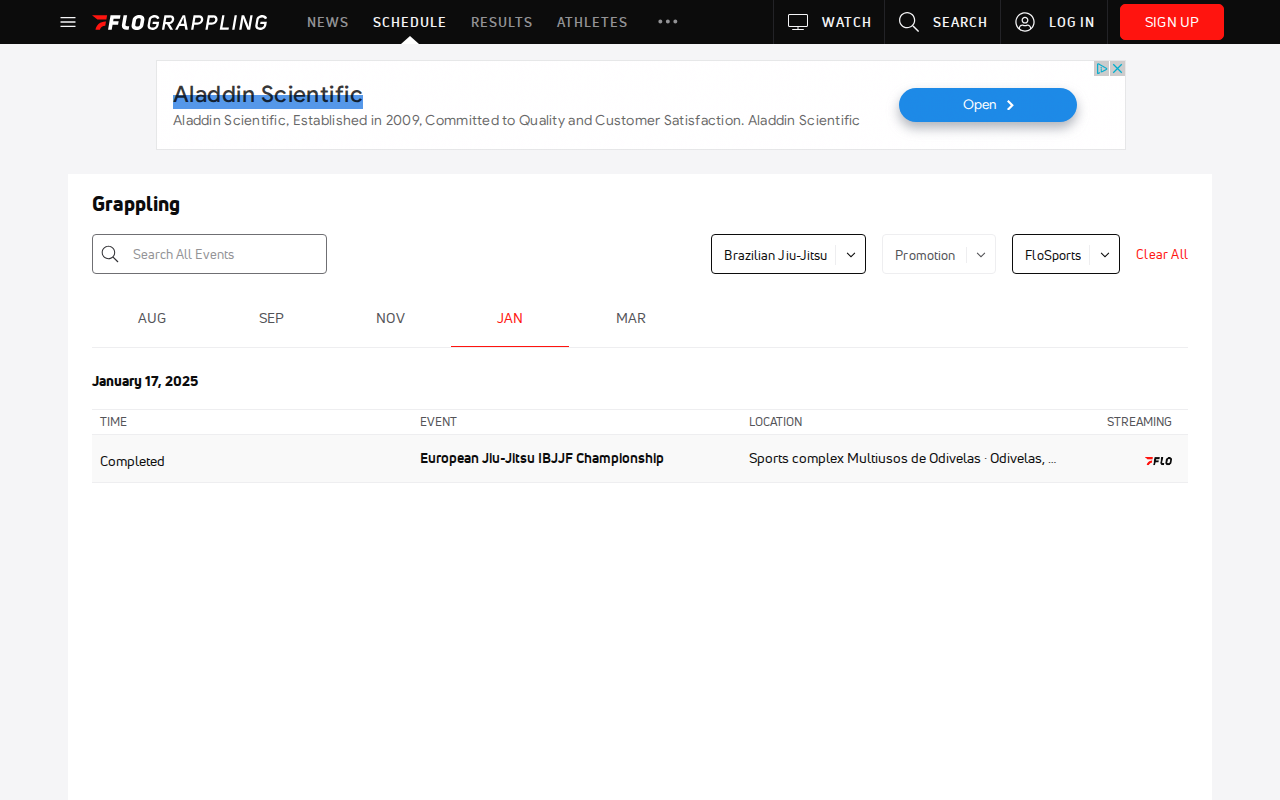 FLOGRAPPLING NEWS SCHEDULE RESULTS ATHLETES WATCH SEARCH LOG IN SIGN UP
Aladdin Scientific
Aladdin Scientific, Established in 2009, Committed to Quality and Customer Satisfaction. Aladdin Scientific
Open
Grappling
Search All Events
Brazilian Jiu-Jitsu
Promotion
FloSports
Clear All
AUG SEP NOV JAN MAR
January 17, 2025
TIME EVENT LOCATION STREAMING
Completed European Jiu-Jitsu IBJJF Championship Sports complex Multiusos de Odivelas · Odivelas, ... FLO